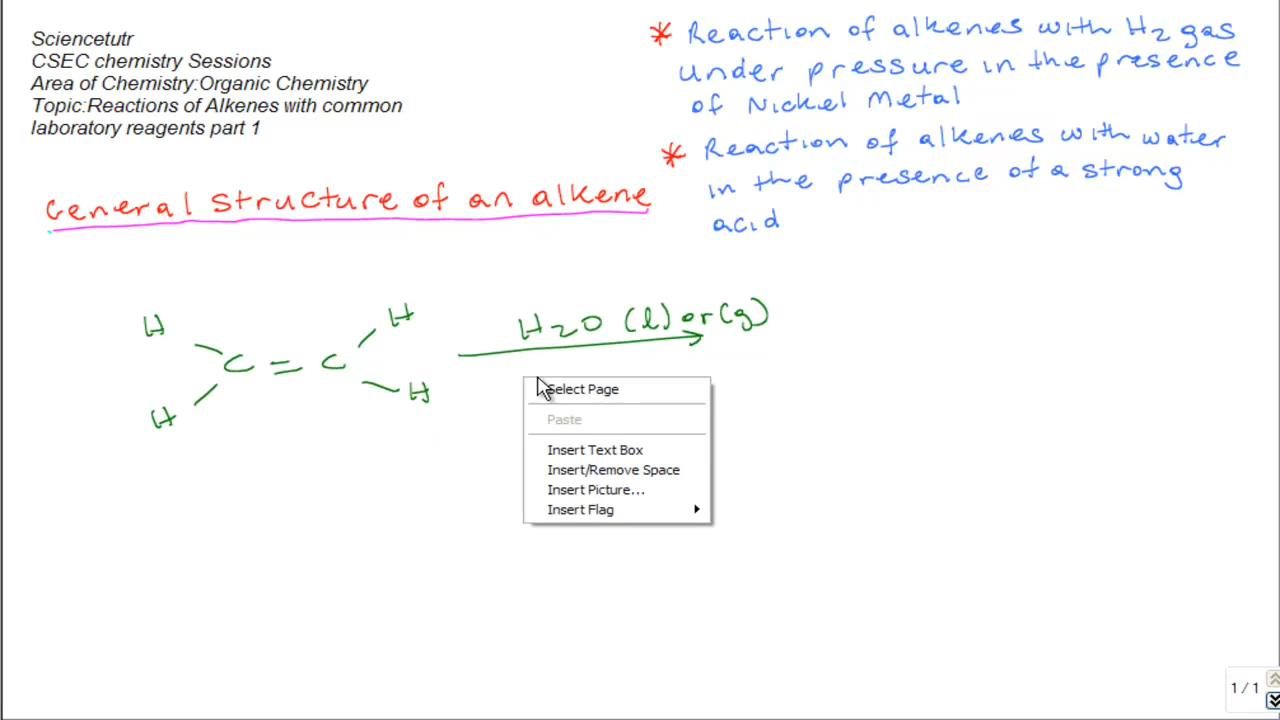 Sciencetutr
CSEC chemistry Sessions
Area of Chemistry:Organic Chemistry
Topic:Reactions of Alkenes with common
laboratory reagents part 1
* Reaction of alkenes with H2 gas
under pressure in the presence
of Nickel Metal
* Reaction of alkenes with water
in the presence of a strong
acid
General structure of an alkene
H H
C = C
H H
H2O (l) or (g)
Select Page
Paste
Insert Text Box
Insert/Remove Space
Insert Picture...
Insert Flag
1 / 1